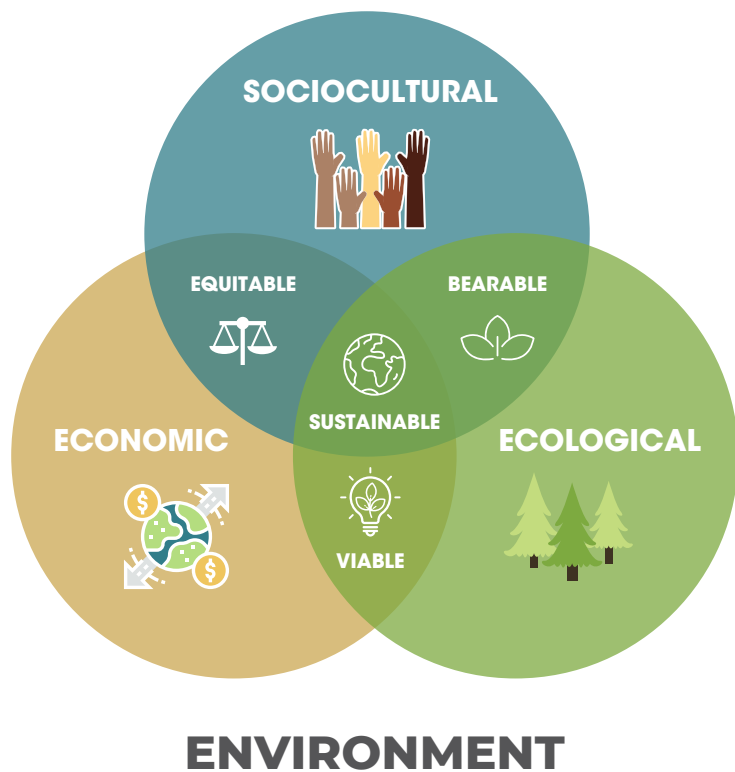 SOCIOCULTURAL
EQUITABLE
BEARABLE
SUSTAINABLE
ECONOMIC
ECOLOGICAL
$
$
VIABLE
ENVIRONMENT